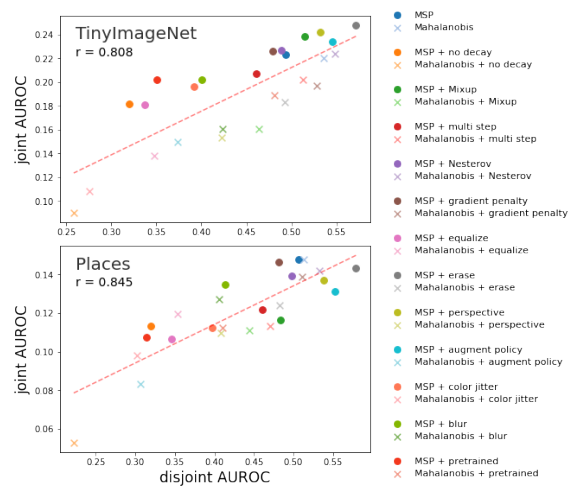 TinyImageNet
r = 0.808
joint AUROC
0.24
0.22
0.20
0.18
0.16
0.14
0.12
0.10
0.25
0.30
0.35
0.40
0.45
0.50
0.55
Places
r = 0.845
joint AUROC
0.14
0.12
0.10
0.08
0.06
0.25
0.30
0.35
0.40
0.45
0.50
0.55
disjoint AUROC
MSP
Mahalanobis
MSP + no decay
Mahalanobis + no decay
MSP + Mixup
Mahalanobis + Mixup
MSP + multi step
Mahalanobis + multi step
MSP + Nesterov
Mahalanobis + Nesterov
MSP + gradient penalty
Mahalanobis + gradient penalty
MSP + equalize
Mahalanobis + equalize
MSP + erase
Mahalanobis + erase
MSP + perspective
Mahalanobis + perspective
MSP + augment policy
Mahalanobis + augment policy
MSP + color jitter
Mahalanobis + color jitter
MSP + blur
Mahalanobis + blur
MSP + pretrained
Mahalanobis + pretrained